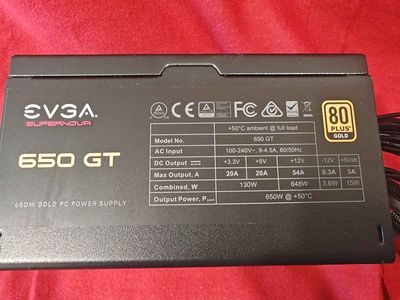 EVGA
SUPERNOVA
650 GT
650W GOLD PC POWER SUPPLY
80
PLUS
GOLD
+50°C ambient @ full load
Model No. 650 GT
AC Input 100-240V~, 9-4.5A, 60/50Hz
DC Output +3.3V +5V +12V -12V +5Vsb
Max Output, A 20A 20A 54A 0.3A 3A
Combined, W 130W 648W 3.6W 15W
Output Power, Pcont 650W @ +50°C